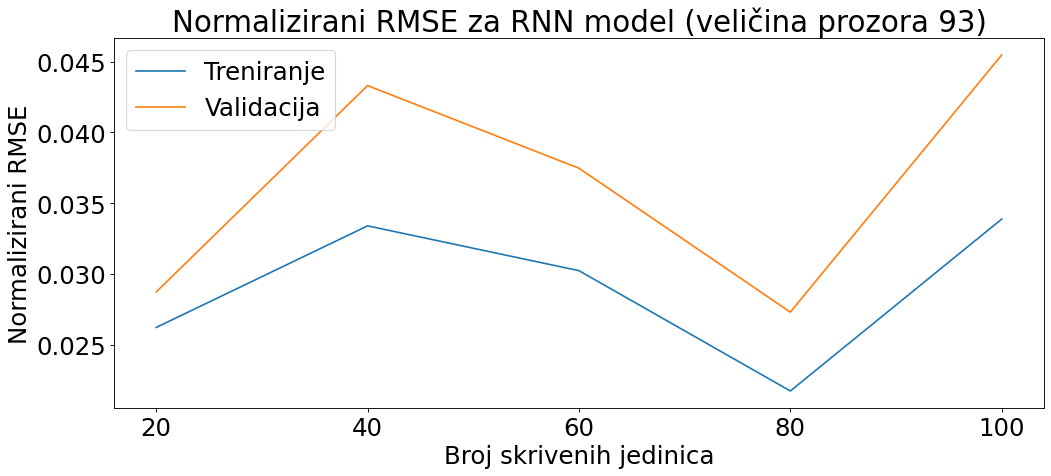 Normalizirani RMSE za RNN model (veličina prozora 93)
Treniranje
Validacija
Normalizirani RMSE
0.045
0.040
0.035
0.030
0.025
20 40 60 80 100
Broj skrivenih jedinica